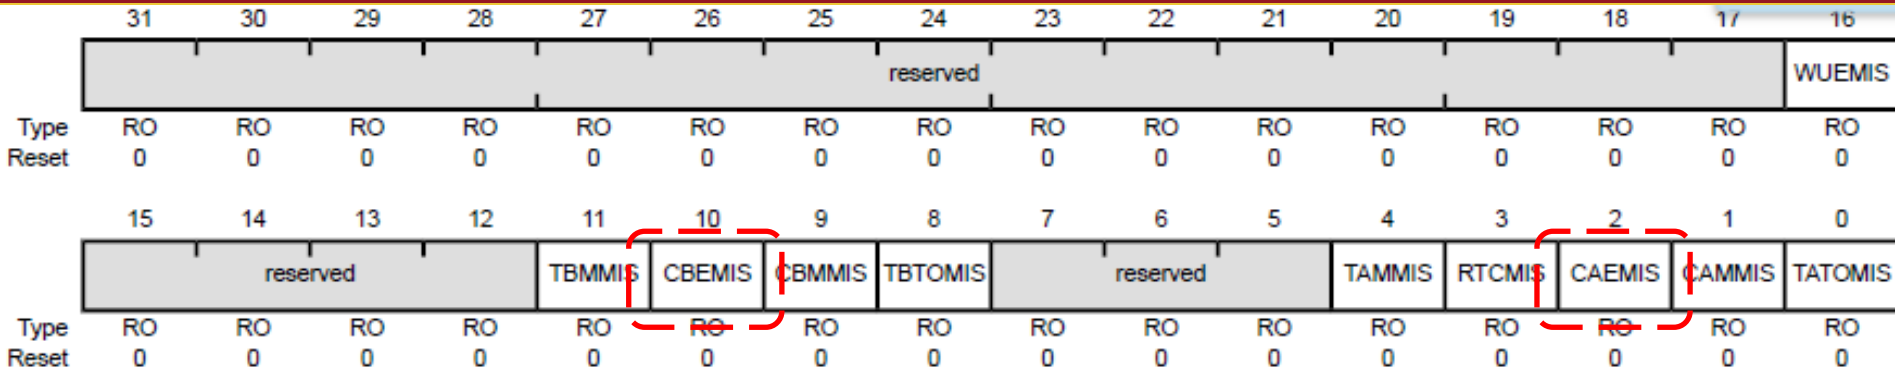 31 30 29 28 27 26 25 24 23 22 21 20 19 18 17 16
reserved WUEMIS
Type RO RO RO RO RO RO RO RO RO RO RO RO RO RO RO RO
Reset 0 0 0 0 0 0 0 0 0 0 0 0 0 0 0 0
15 14 13 12 11 10 9 8 7 6 5 4 3 2 1 0
reserved TBMMIS CBEMIS CBMMIS TBTOMIS reserved TAMMIS RTCMIS CAEMIS CAMMIS TATOMIS
Type RO RO RO RO RO RO RO RO RO RO RO RO RO RO RO RO
Reset 0 0 0 0 0 0 0 0 0 0 0 0 0 0 0 0